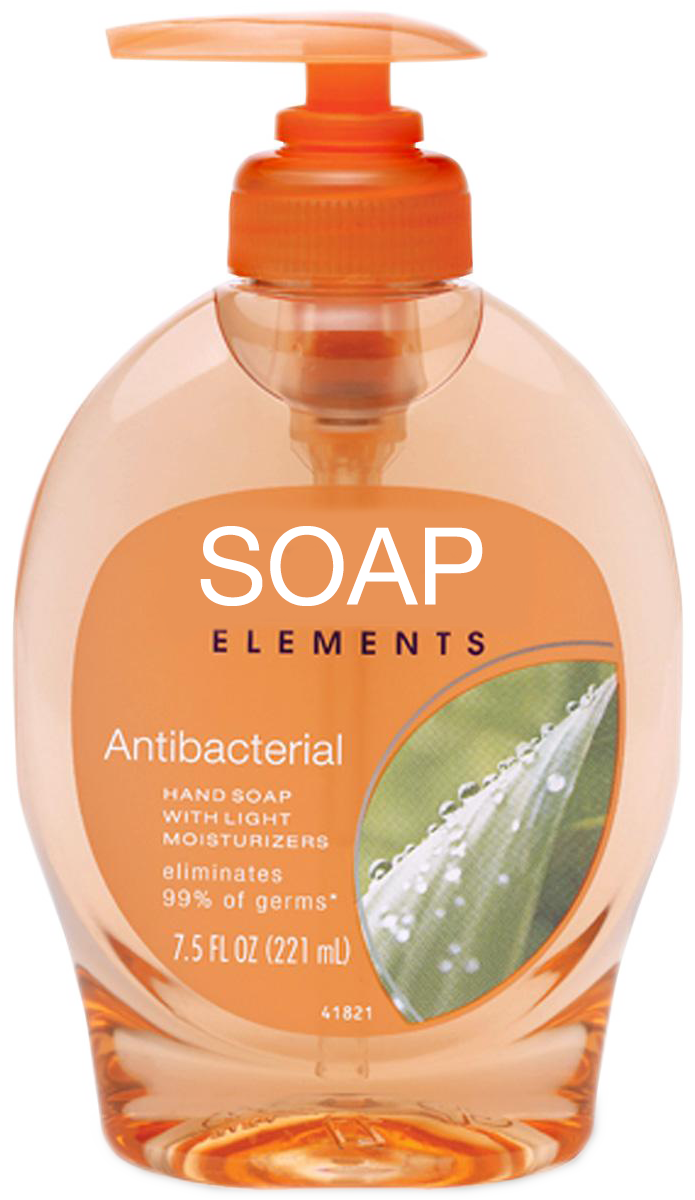 SOAP
ELEMENTS
Antibacterial
HAND SOAP
WITH LIGHT
MOISTURIZERS
eliminates
99% of germs*
7.5 FL OZ (221 mL)
41821